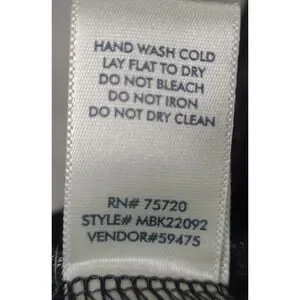 HAND WASH COLD
LAY FLAT TO DRY
DO NOT BLEACH
DO NOT IRON
DO NOT DRY CLEAN
RN# 75720
STYLE# MBK22092
VENDOR#59475